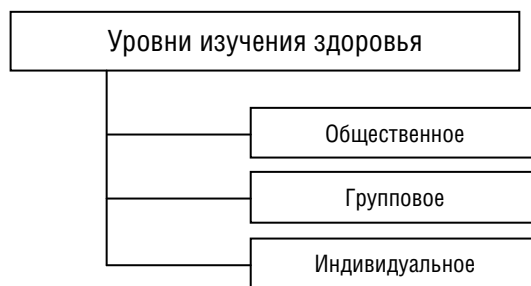 Уровни изучения здоровья
Общественное
Групповое
Индивидуальное